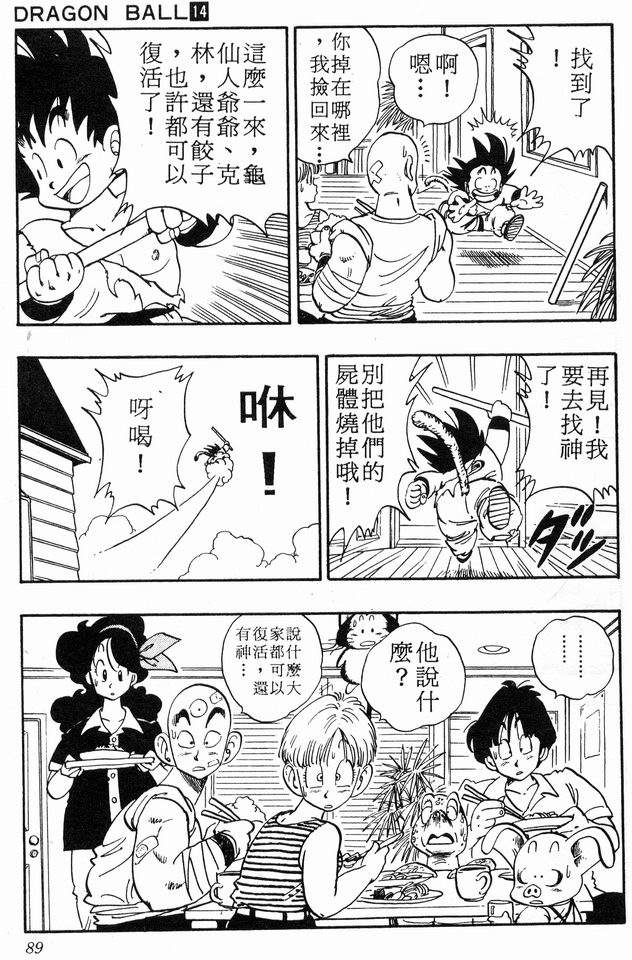 DRAGON BALL 14
找到了！
啊！
嗯…
你掉在哪裡
，我撿回來…
這麼一來，龜
仙人爺爺、克
林，還有餃子
，也許都可以
復活了！
再見！我
要去找神
了！
別把他們的
屍體燒掉哦！
ダッ
咻！
呀喝！
………
他說什
麼？
說什麼大
家都可以
復活，還
有神…
89